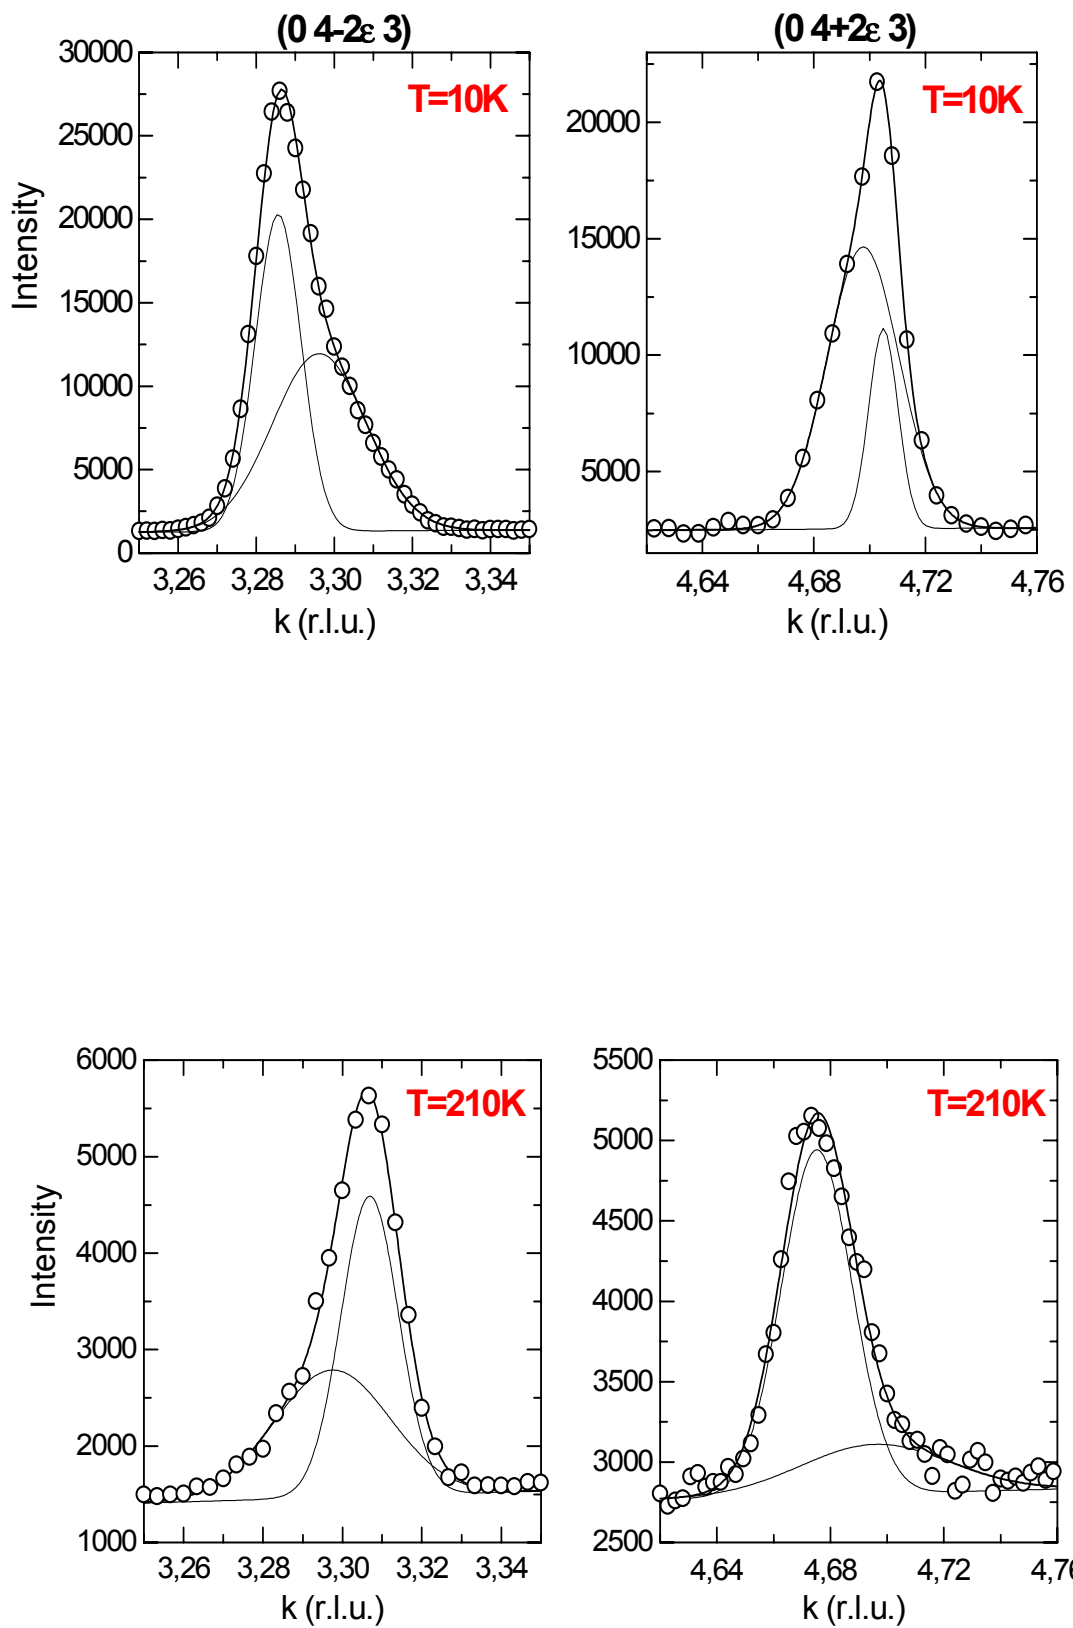 (0 4-2ε 3)
(0 4+2ε 3)
30000
25000
20000
15000
10000
5000
0
Intensity
T=10K
3,26 3,28 3,30 3,32 3,34
k (r.l.u.)
20000
15000
10000
5000
T=10K
4,64 4,68 4,72 4,76
k (r.l.u.)
6000
5000
4000
3000
2000
1000
Intensity
T=210K
3,26 3,28 3,30 3,32 3,34
k (r.l.u.)
5500
5000
4500
4000
3500
3000
2500
T=210K
4,64 4,68 4,72 4,76
k (r.l.u.)